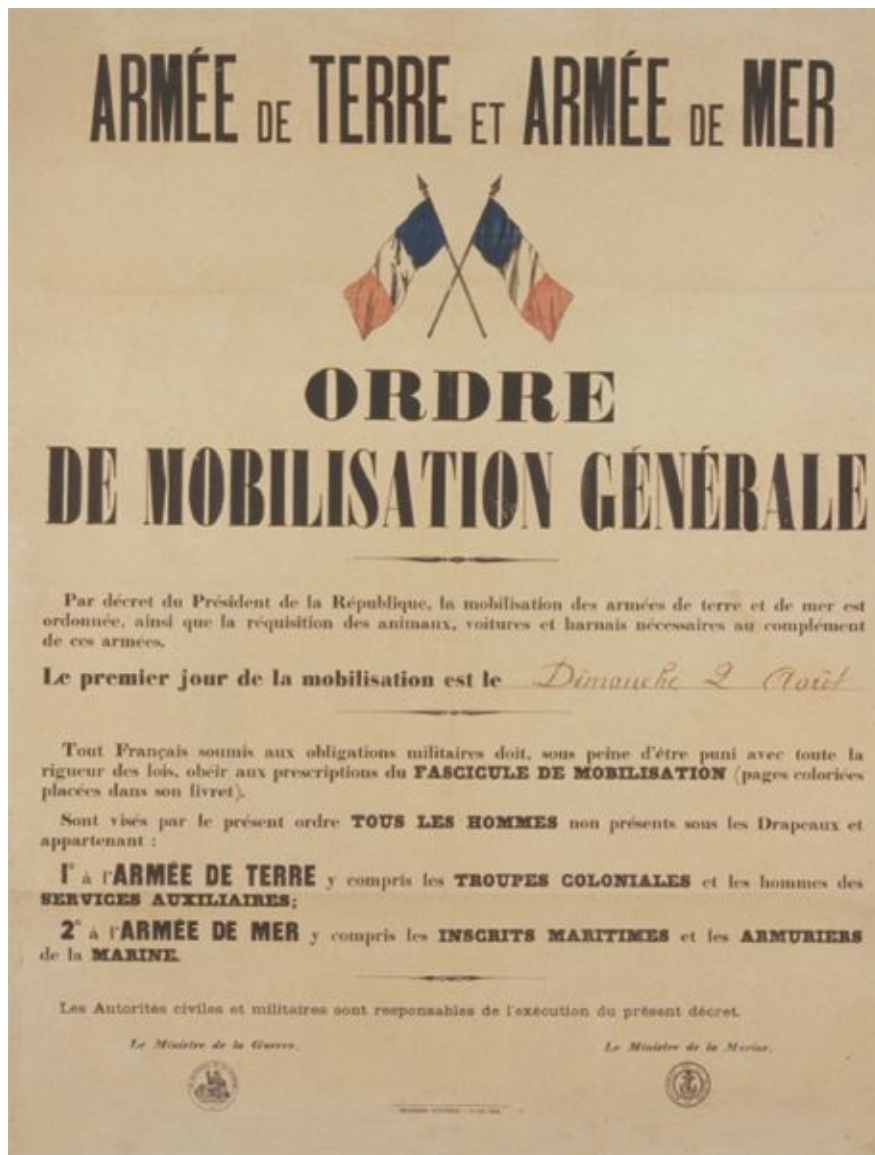 ARMÉE DE TERRE ET ARMÉE DE MER
ORDRE
DE MOBILISATION GÉNÉRALE
Par décret du Président de la République, la mobilisation des armées de terre et de mer est
ordonnée, ainsi que la réquisition des animaux, voitures et harnais nécessaires au complément
de ces armées.
Le premier jour de la mobilisation est le Dimanche 2 Août
Tout Français soumis aux obligations militaires doit, sous peine d'être puni avec toute la
rigueur des lois, obéir aux prescriptions du FASCICULE DE MOBILISATION (pages coloriées
placées dans son livret).
Sont visés par le présent ordre TOUS LES HOMMES non présents sous les Drapeaux et
appartenant :
1° à l'ARMÉE DE TERRE y compris les TROUPES COLONIALES et les hommes des
SERVICES AUXILIAIRES;
2° à l'ARMÉE DE MER y compris les INSCRITS MARITIMES et les ARMURIERS
de la MARINE.
Les Autorités civiles et militaires sont responsables de l'exécution du présent décret.
Le Ministre de la Guerre,
Le Ministre de la Marine,